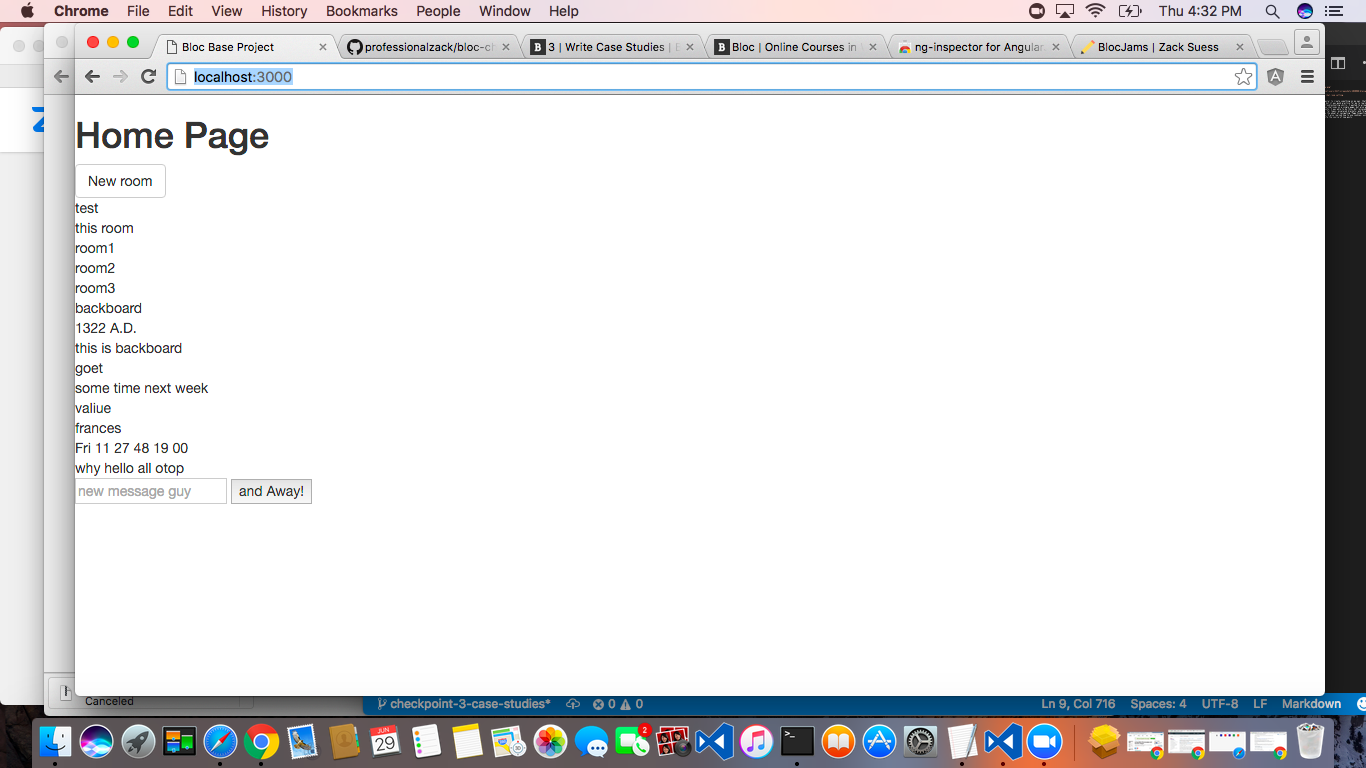 Chrome File Edit View History Bookmarks People Window Help Thu 4:32 PM
Bloc Base Project professionalzack/bloc-cl 3 | Write Case Studies | Bloc | Online Courses in ng-inspector for Angular BlocJams | Zack Suess
localhost:3000
Home Page
New room
test
this room
room1
room2
room3
backboard
1322 A.D.
this is backboard
goet
some time next week
valiue
frances
Fri 11 27 48 19 00
why hello all otop
new message guy and Away!
Canceled
checkpoint-3-case-studies* 0 0 Ln 9, Col 716 Spaces: 4 UTF-8 LF Markdown
JUN
29
2